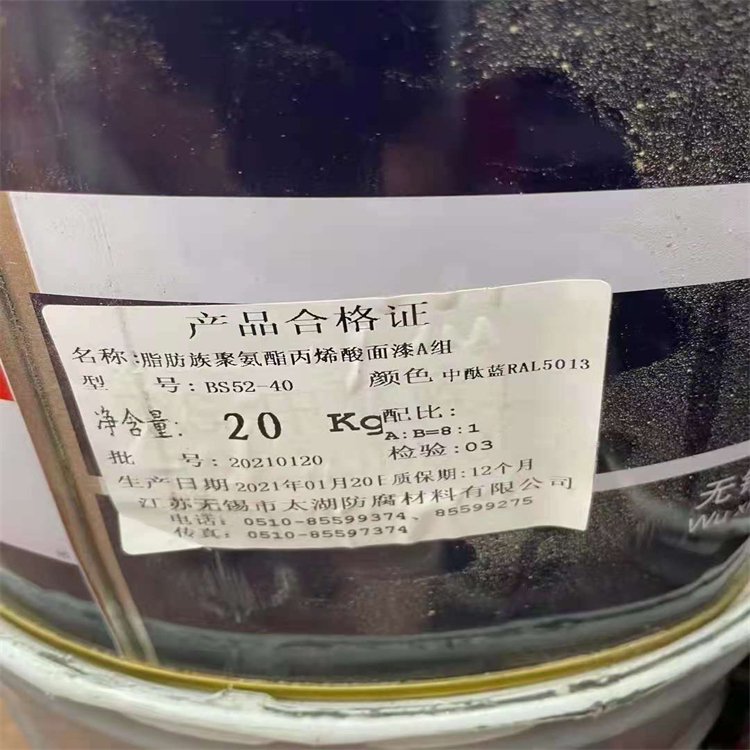 产品合格证
名称:脂肪族聚氨酯丙烯酸面漆A组
型 号:BS52-40 颜色 中酞蓝RAL5013
净含量: 20 Kg 配比:
A:B=8:1
批 号:20210120 检验:03
生产日期2021年01月20日 质保期:12个月
江苏无锡市太湖防腐材料有限公司
电话: 0510-85599374、85599275
传真: 0510-85597374
无
Wu